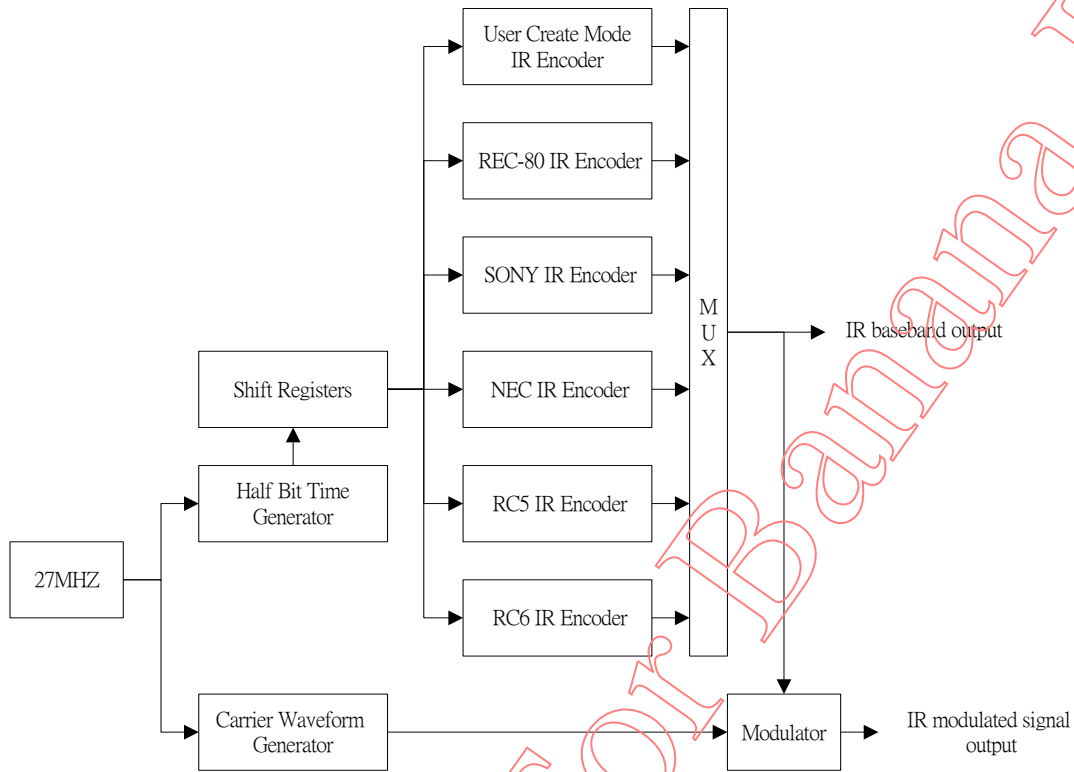 User Create Mode
IR Encoder
REC-80 IR Encoder
SONY IR Encoder
M
U
X
IR baseband output
Shift Registers
NEC IR Encoder
Half Bit Time
Generator
RC5 IR Encoder
27MHZ
RC6 IR Encoder
Carrier Waveform
Generator
Modulator
IR modulated signal
output
For Banana